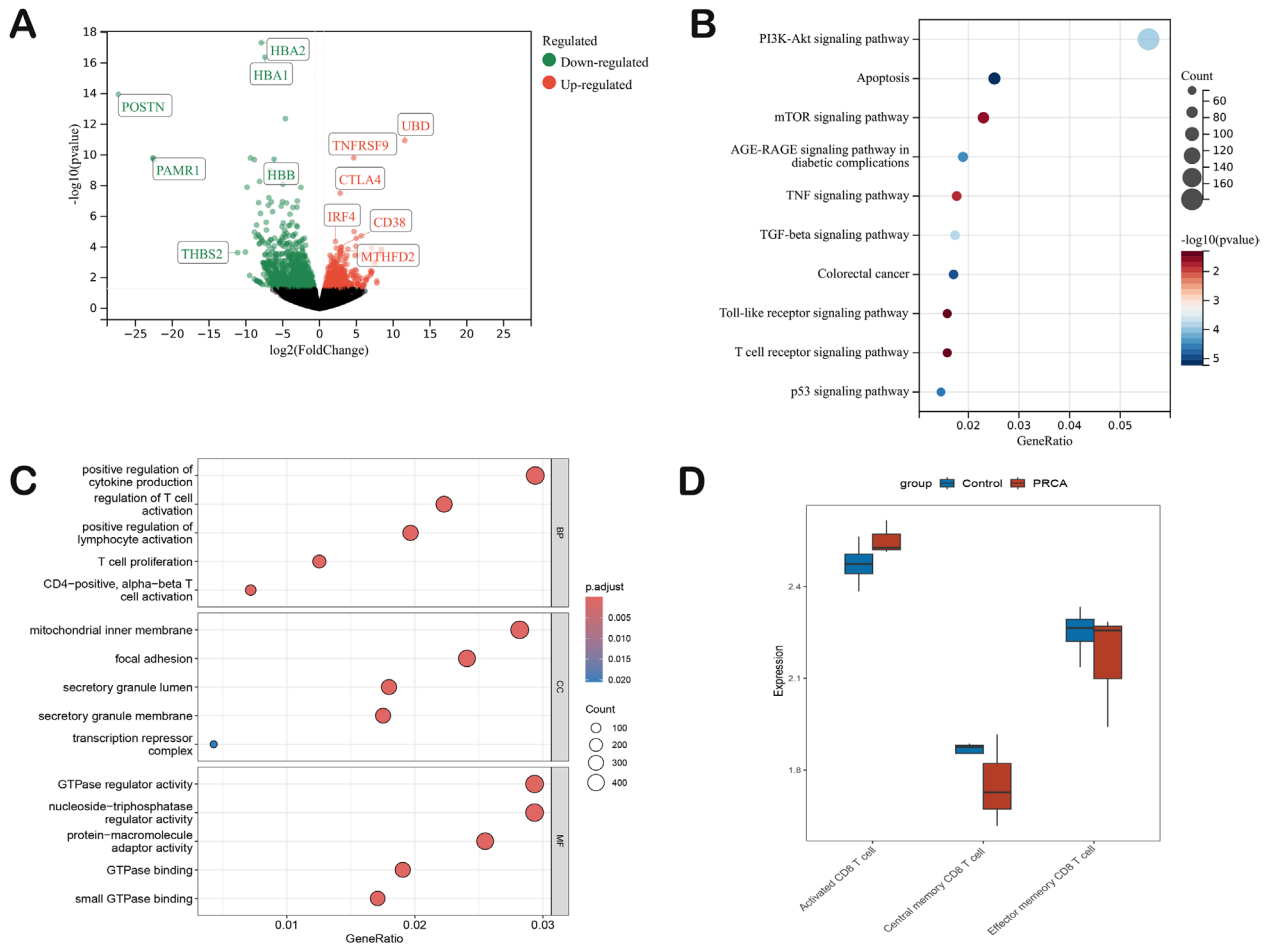 A
18
16
14
12
10
8
6
4
2
0
-log10(pvalue)
HBA2
HBA1
POSTN
PAMR1
HBB
THBS2
UBD
TNFRSF9
CTLA4
IRF4
CD38
MTHFD2
−25
−20
−15
−10
−5
0
5
10
15
20
25
log2(FoldChange)
Regulated
Down-regulated
Up-regulated
B
PI3K-Akt signaling pathway
Apoptosis
mTOR signaling pathway
AGE-RAGE signaling pathway in
diabetic complications
TNF signaling pathway
TGF-beta signaling pathway
Colorectal cancer
Toll-like receptor signaling pathway
T cell receptor signaling pathway
p53 signaling pathway
0.02
0.03
0.04
0.05
GeneRatio
Count
60
80
100
120
140
160
-log10(pvalue)
2
3
4
5
C
positive regulation of
cytokine production
regulation of T cell
activation
positive regulation of
lymphocyte activation
T cell proliferation
CD4−positive, alpha−beta T
cell activation
BP
mitochondrial inner membrane
focal adhesion
secretory granule lumen
secretory granule membrane
transcription repressor
complex
CC
GTPase regulator activity
nucleoside−triphosphatase
regulator activity
protein−macromolecule
adaptor activity
GTPase binding
small GTPase binding
MF
0.01
0.02
0.03
GeneRatio
p.adjust
0.005
0.010
0.015
0.020
Count
100
200
300
400
D
group
Control
PRCA
Expression
2.4
2.1
1.8
Activated CD8 T cell
Central memory CD8 T cell
Effector memeory CD8 T cell